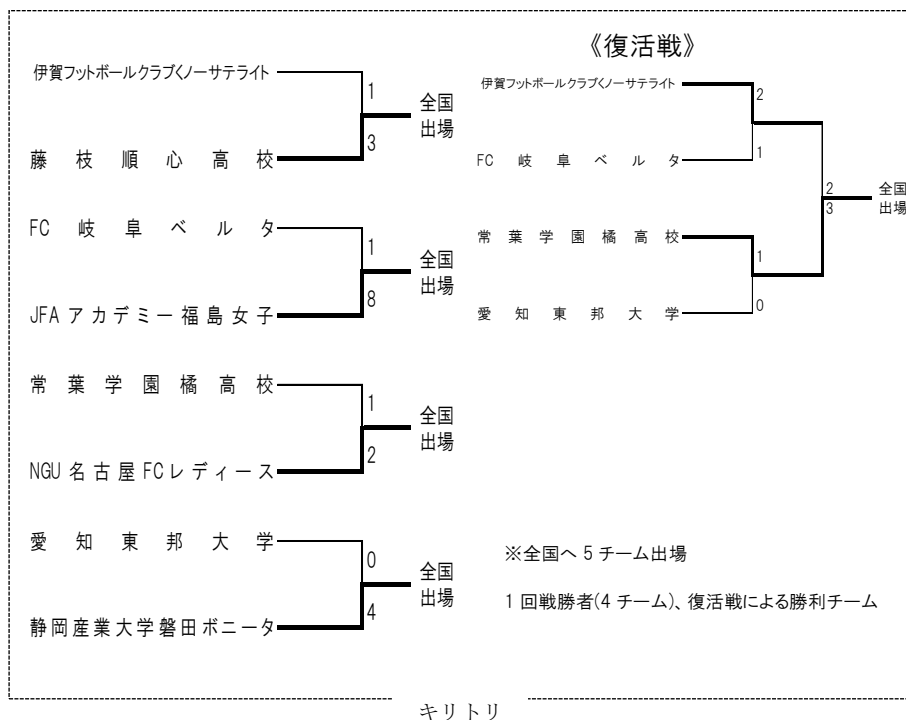 伊賀フットボールクラブくノーサテライト
1
全国
出場
3
藤枝順心高校
FC岐阜ベルタ
1
全国
出場
8
JFAアカデミー福島女子
常葉学園橘高校
1
全国
出場
2
NGU名古屋FCレディース
愛知東邦大学
0
全国
出場
4
静岡産業大学磐田ボニータ
《復活戦》
伊賀フットボールクラブくノーサテライト
2
FC岐阜ベルタ
1
2
3
全国
出場
常葉学園橘高校
1
愛知東邦大学
0
※全国へ5チーム出場
1回戦勝者(4チーム)、復活戦による勝利チーム
キリトリ